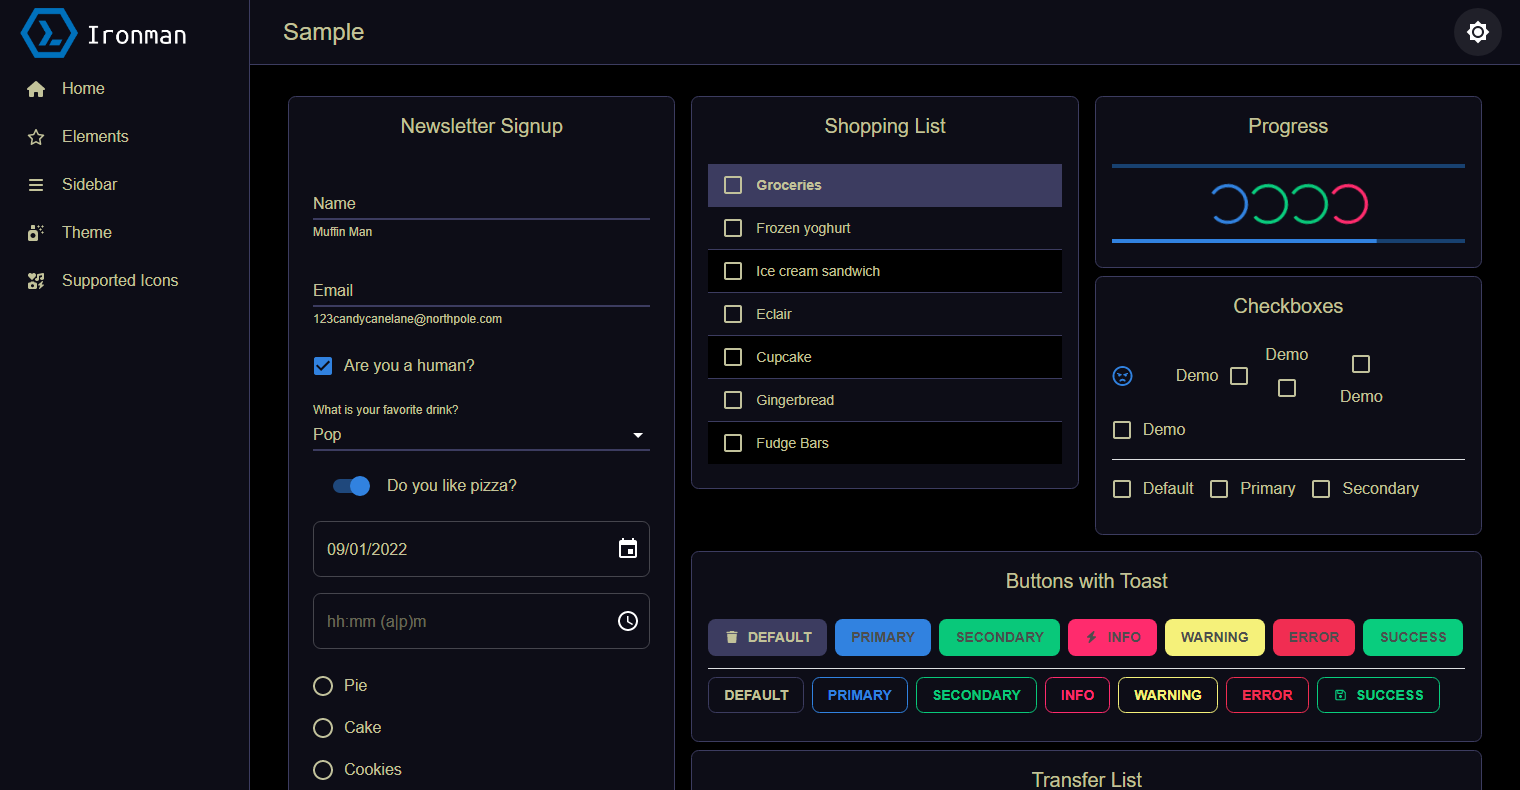 Ironman
Home
Elements
Sidebar
Theme
Supported Icons
Sample
Newsletter Signup
Name
Muffin Man
Email
123candycanelane@northpole.com
Are you a human?
What is your favorite drink?
Pop
Do you like pizza?
09/01/2022
hh:mm (a|p)m
Pie
Cake
Cookies
Shopping List
Groceries
Frozen yoghurt
Ice cream sandwich
Eclair
Cupcake
Gingerbread
Fudge Bars
Progress
Checkboxes
Demo
Demo
Demo
Demo
Default Primary Secondary
Buttons with Toast
DEFAULT PRIMARY SECONDARY INFO WARNING ERROR SUCCESS
DEFAULT PRIMARY SECONDARY INFO WARNING ERROR SUCCESS
Transfer List